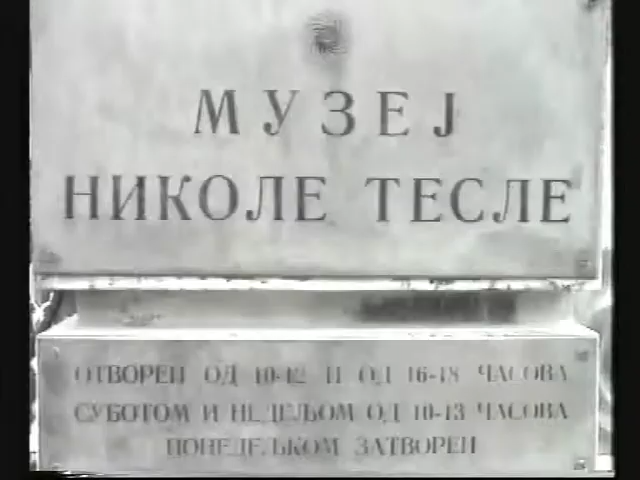 МУЗЕЈ
НИКОЛЕ ТЕСЛЕ
ОТВОРЕН ОД 10-12 И ОД 16-18 ЧАСОВА
СУБОТОМ И НЕДЕЉОМ ОД 10-13 ЧАСОВА
ПОНЕДЕЉКОМ ЗАТВОРЕН